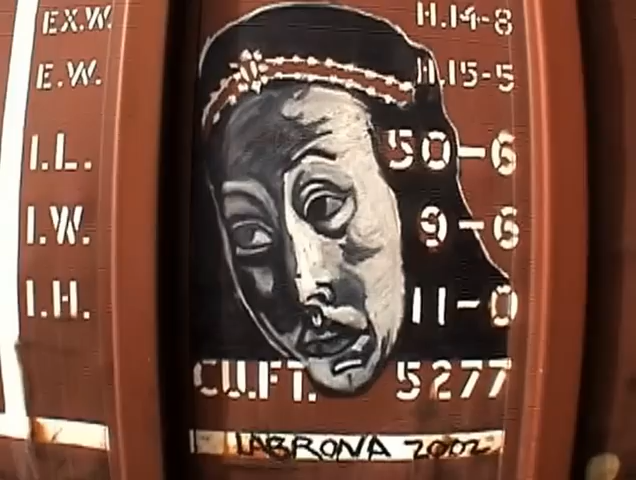 EX.W. H.14-8
E.W. H.15-5
I.L. 50-6
I.W. 9-6
I.H. 11-0
CU.FT. 5277
LABRONA 2002